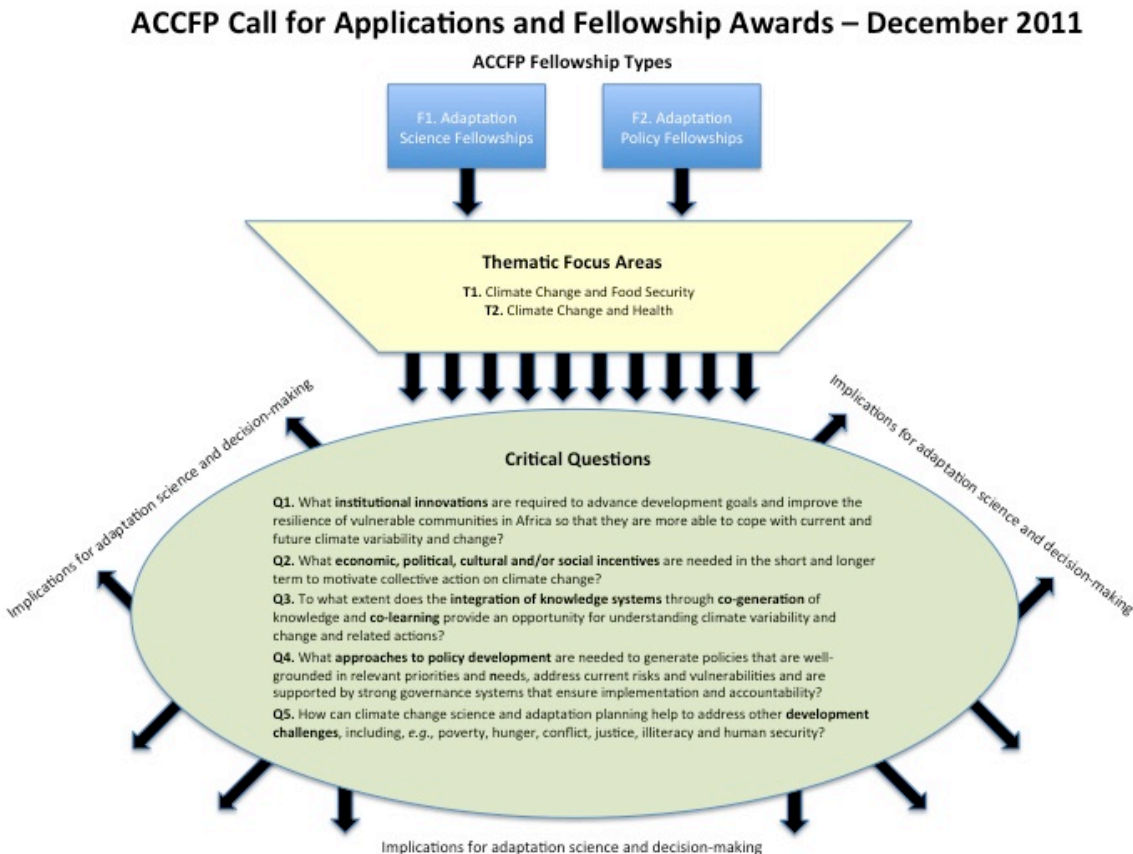 ACCFP Call for Applications and Fellowship Awards – December 2011
ACCFP Fellowship Types
F1. Adaptation
Science Fellowships
F2. Adaptation
Policy Fellowships
Thematic Focus Areas
T1. Climate Change and Food Security
T2. Climate Change and Health
Implications for adaptation science and decision-making
Implications for adaptation science and decision-making
Critical Questions
Q1. What institutional innovations are required to advance development goals and improve the
resilience of vulnerable communities in Africa so that they are more able to cope with current and
future climate variability and change?
Q2. What economic, political, cultural and/or social incentives are needed in the short and longer
term to motivate collective action on climate change?
Q3. To what extent does the integration of knowledge systems through co-generation of
knowledge and co-learning provide an opportunity for understanding climate variability and
change and related actions?
Q4. What approaches to policy development are needed to generate policies that are well-
grounded in relevant priorities and needs, address current risks and vulnerabilities and are
supported by strong governance systems that ensure implementation and accountability?
Q5. How can climate change science and adaptation planning help to address other development
challenges, including, e.g., poverty, hunger, conflict, justice, illiteracy and human security?
Implications for adaptation science and decision-making